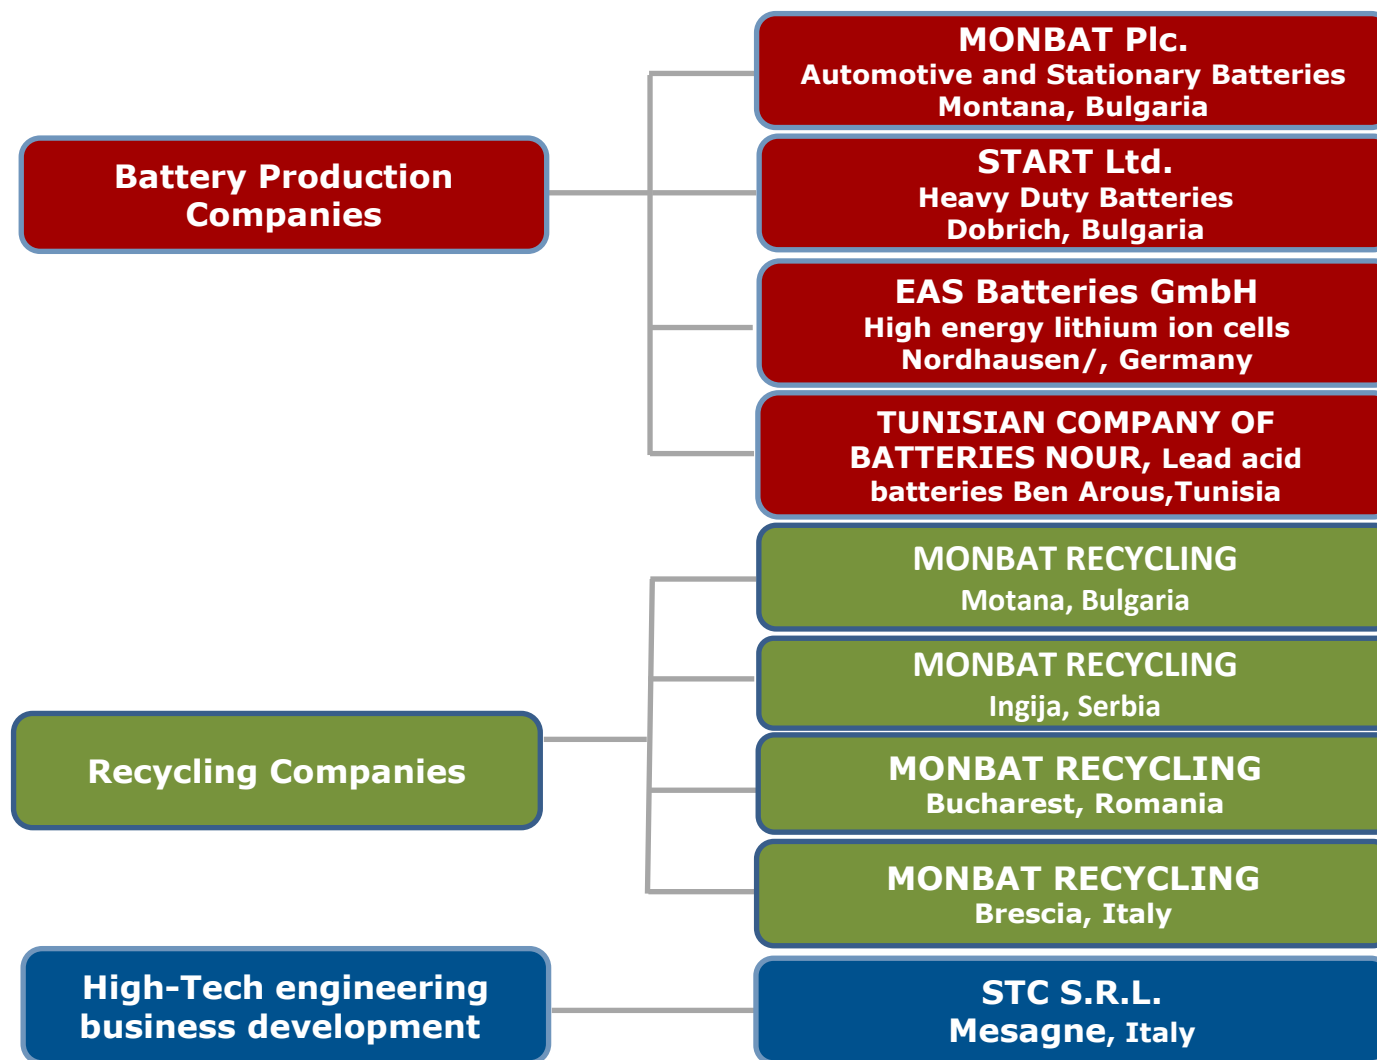 MONBAT Plc.
Automotive and Stationary Batteries
Montana, Bulgaria
Battery Production
Companies
START Ltd.
Heavy Duty Batteries
Dobrich, Bulgaria
EAS Batteries GmbH
High energy lithium ion cells
Nordhausen/, Germany
TUNISIAN COMPANY OF
BATTERIES NOUR, Lead acid
batteries Ben Arous,Tunisia
MONBAT RECYCLING
Motana, Bulgaria
MONBAT RECYCLING
Ingija, Serbia
Recycling Companies
MONBAT RECYCLING
Bucharest, Romania
MONBAT RECYCLING
Brescia, Italy
High-Tech engineering
business development
STC S.R.L.
Mesagne, Italy